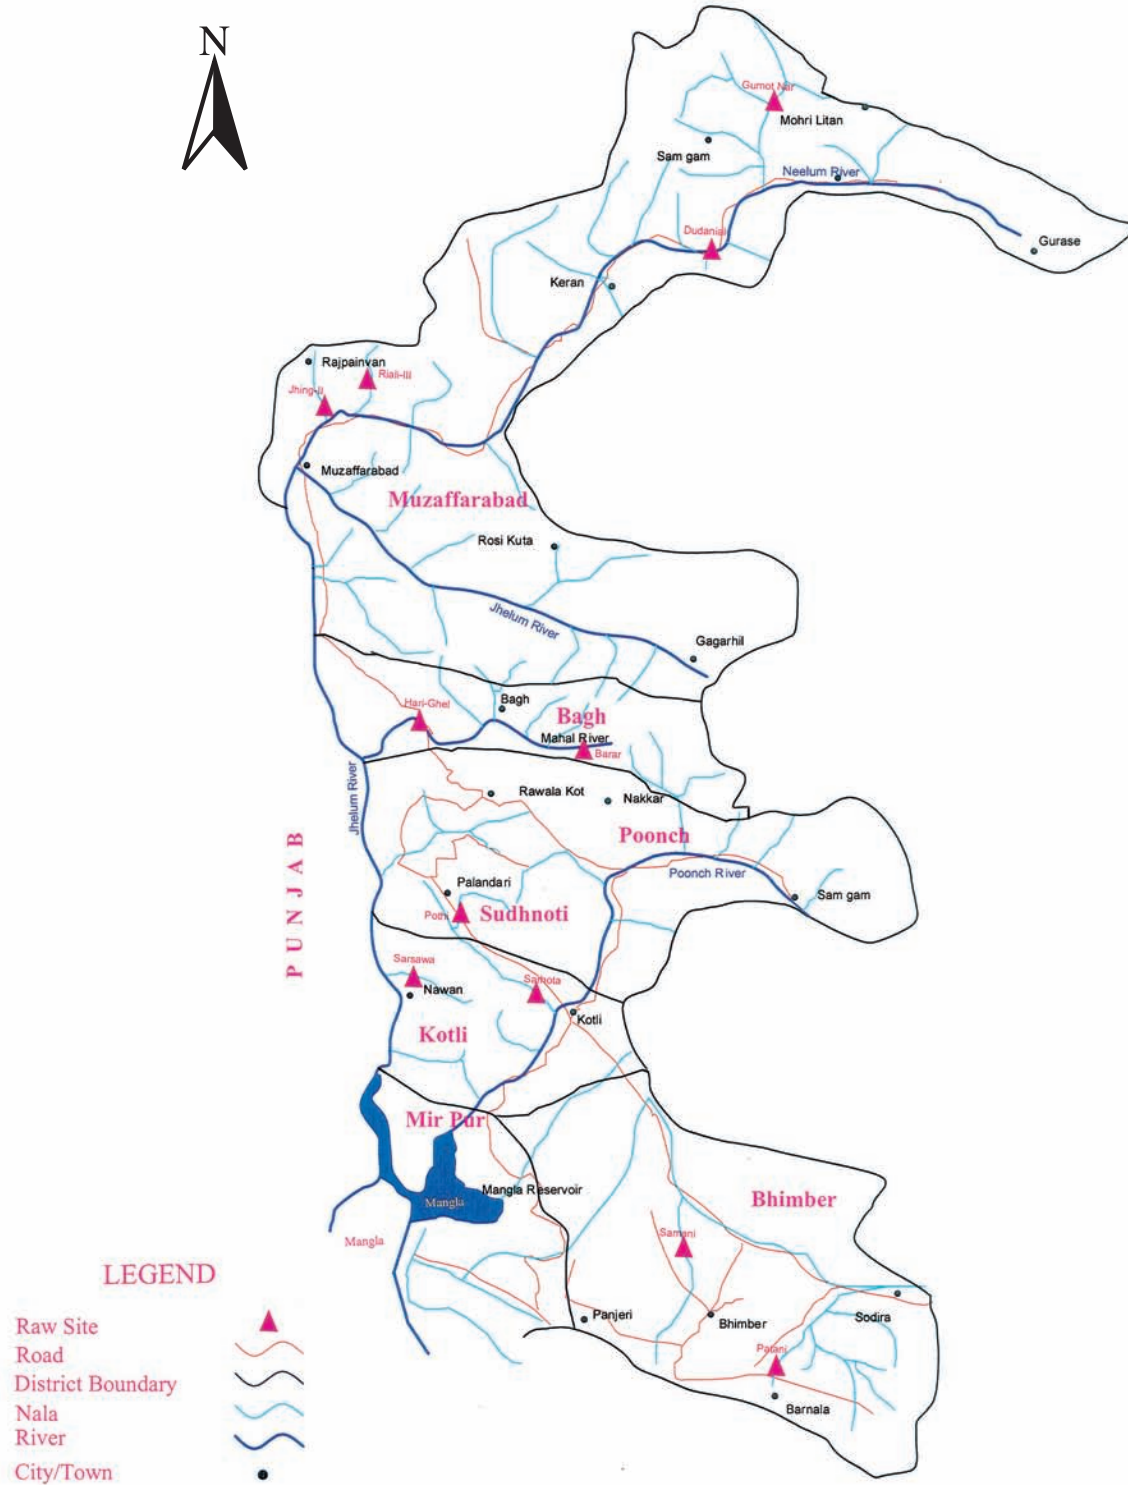 N
Gumot Nar
Mohri Litan
Sam gam
Neelum River
Dudanial
Gurase
Keran
Rajpainvan
Riali-III
Jhing-II
Muzaffarabad
Muzaffarabad
Rosi Kuta
Jhelum River
Gagarhil
Hari-Ghel
Bagh
Bagh
Mahal River
Barar
Jhelum River
Rawala Kot
Nakkar
Poonch
PUNJAB
Poonch River
Palandari
Sam gam
Pothi
Sudhnoti
Sarsawa
Nawan
Sarhota
Kotli
Kotli
Mir Pur
Mangla Reservoir
Mangla
Bhimber
Mangla
Samani
LEGEND
Panjeri
Bhimber
Sodira
Raw Site
Road
Patani
District Boundary
Barnala
Nala
River
City/Town